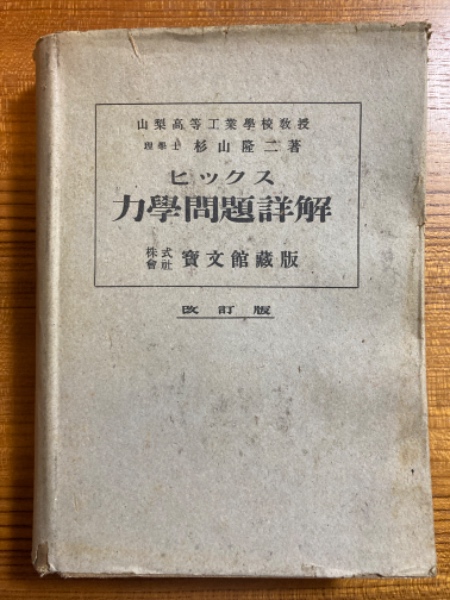 山梨高等工業學校敎授
理學士 杉山隆二著
ヒックス
力學問題詳解
株式會社 寶文館藏版
改訂版